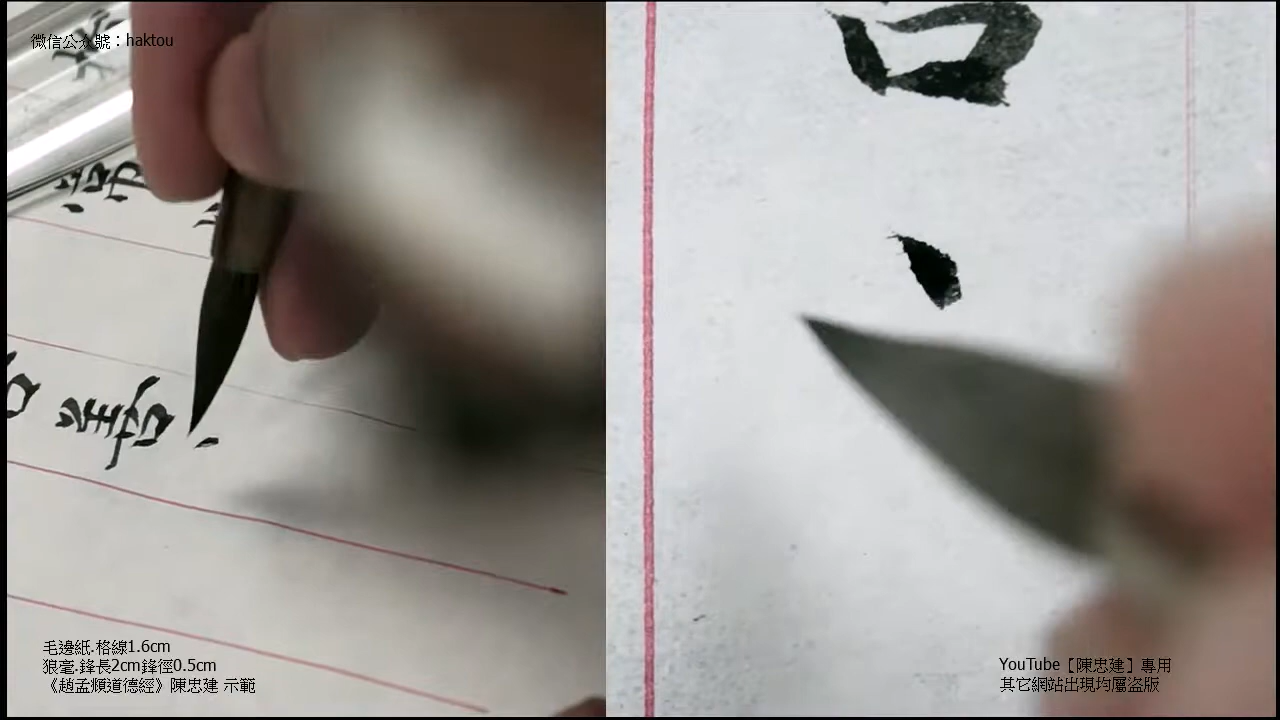 微信公众號：haktou
毛邊紙.格線1.6cm
狼毫.鋒長2cm鋒徑0.5cm
《趙孟頫道德經》陳忠建 示範
YouTube［陳忠建］專用
其它網站出現均屬盜版